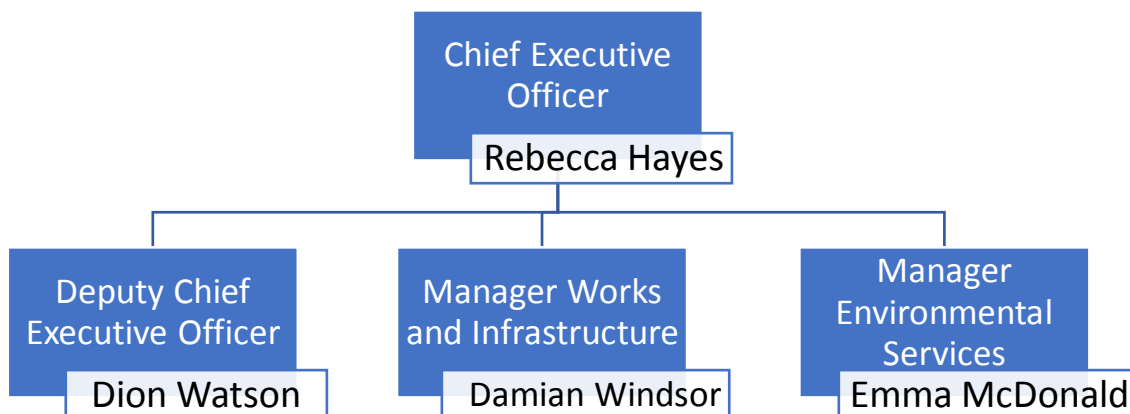 Chief Executive
Officer
Rebecca Hayes
Deputy Chief
Executive Officer
Dion Watson
Manager Works
and Infrastructure
Damian Windsor
Manager
Environmental
Services
Emma McDonald